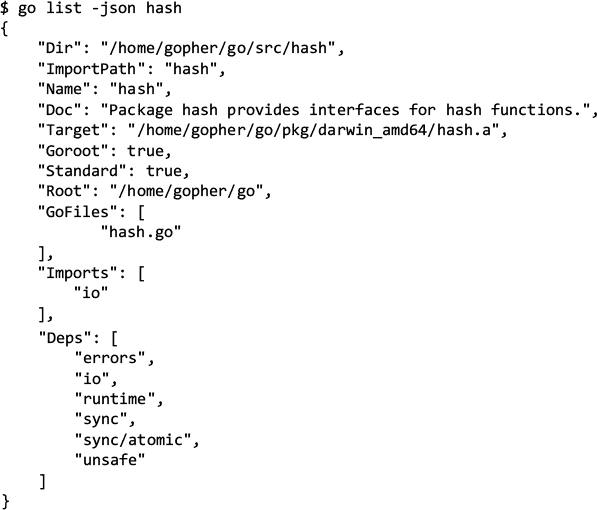 $ go list -json hash
{
    "Dir": "/home/gopher/go/src/hash",
    "ImportPath": "hash",
    "Name": "hash",
    "Doc": "Package hash provides interfaces for hash functions.",
    "Target": "/home/gopher/go/pkg/darwin_amd64/hash.a",
    "Goroot": true,
    "Standard": true,
    "Root": "/home/gopher/go",
    "GoFiles": [
            "hash.go"
    ],
    "Imports": [
        "io"
    ],
    "Deps": [
        "errors",
        "io",
        "runtime",
        "sync",
        "sync/atomic",
        "unsafe"
    ]
}